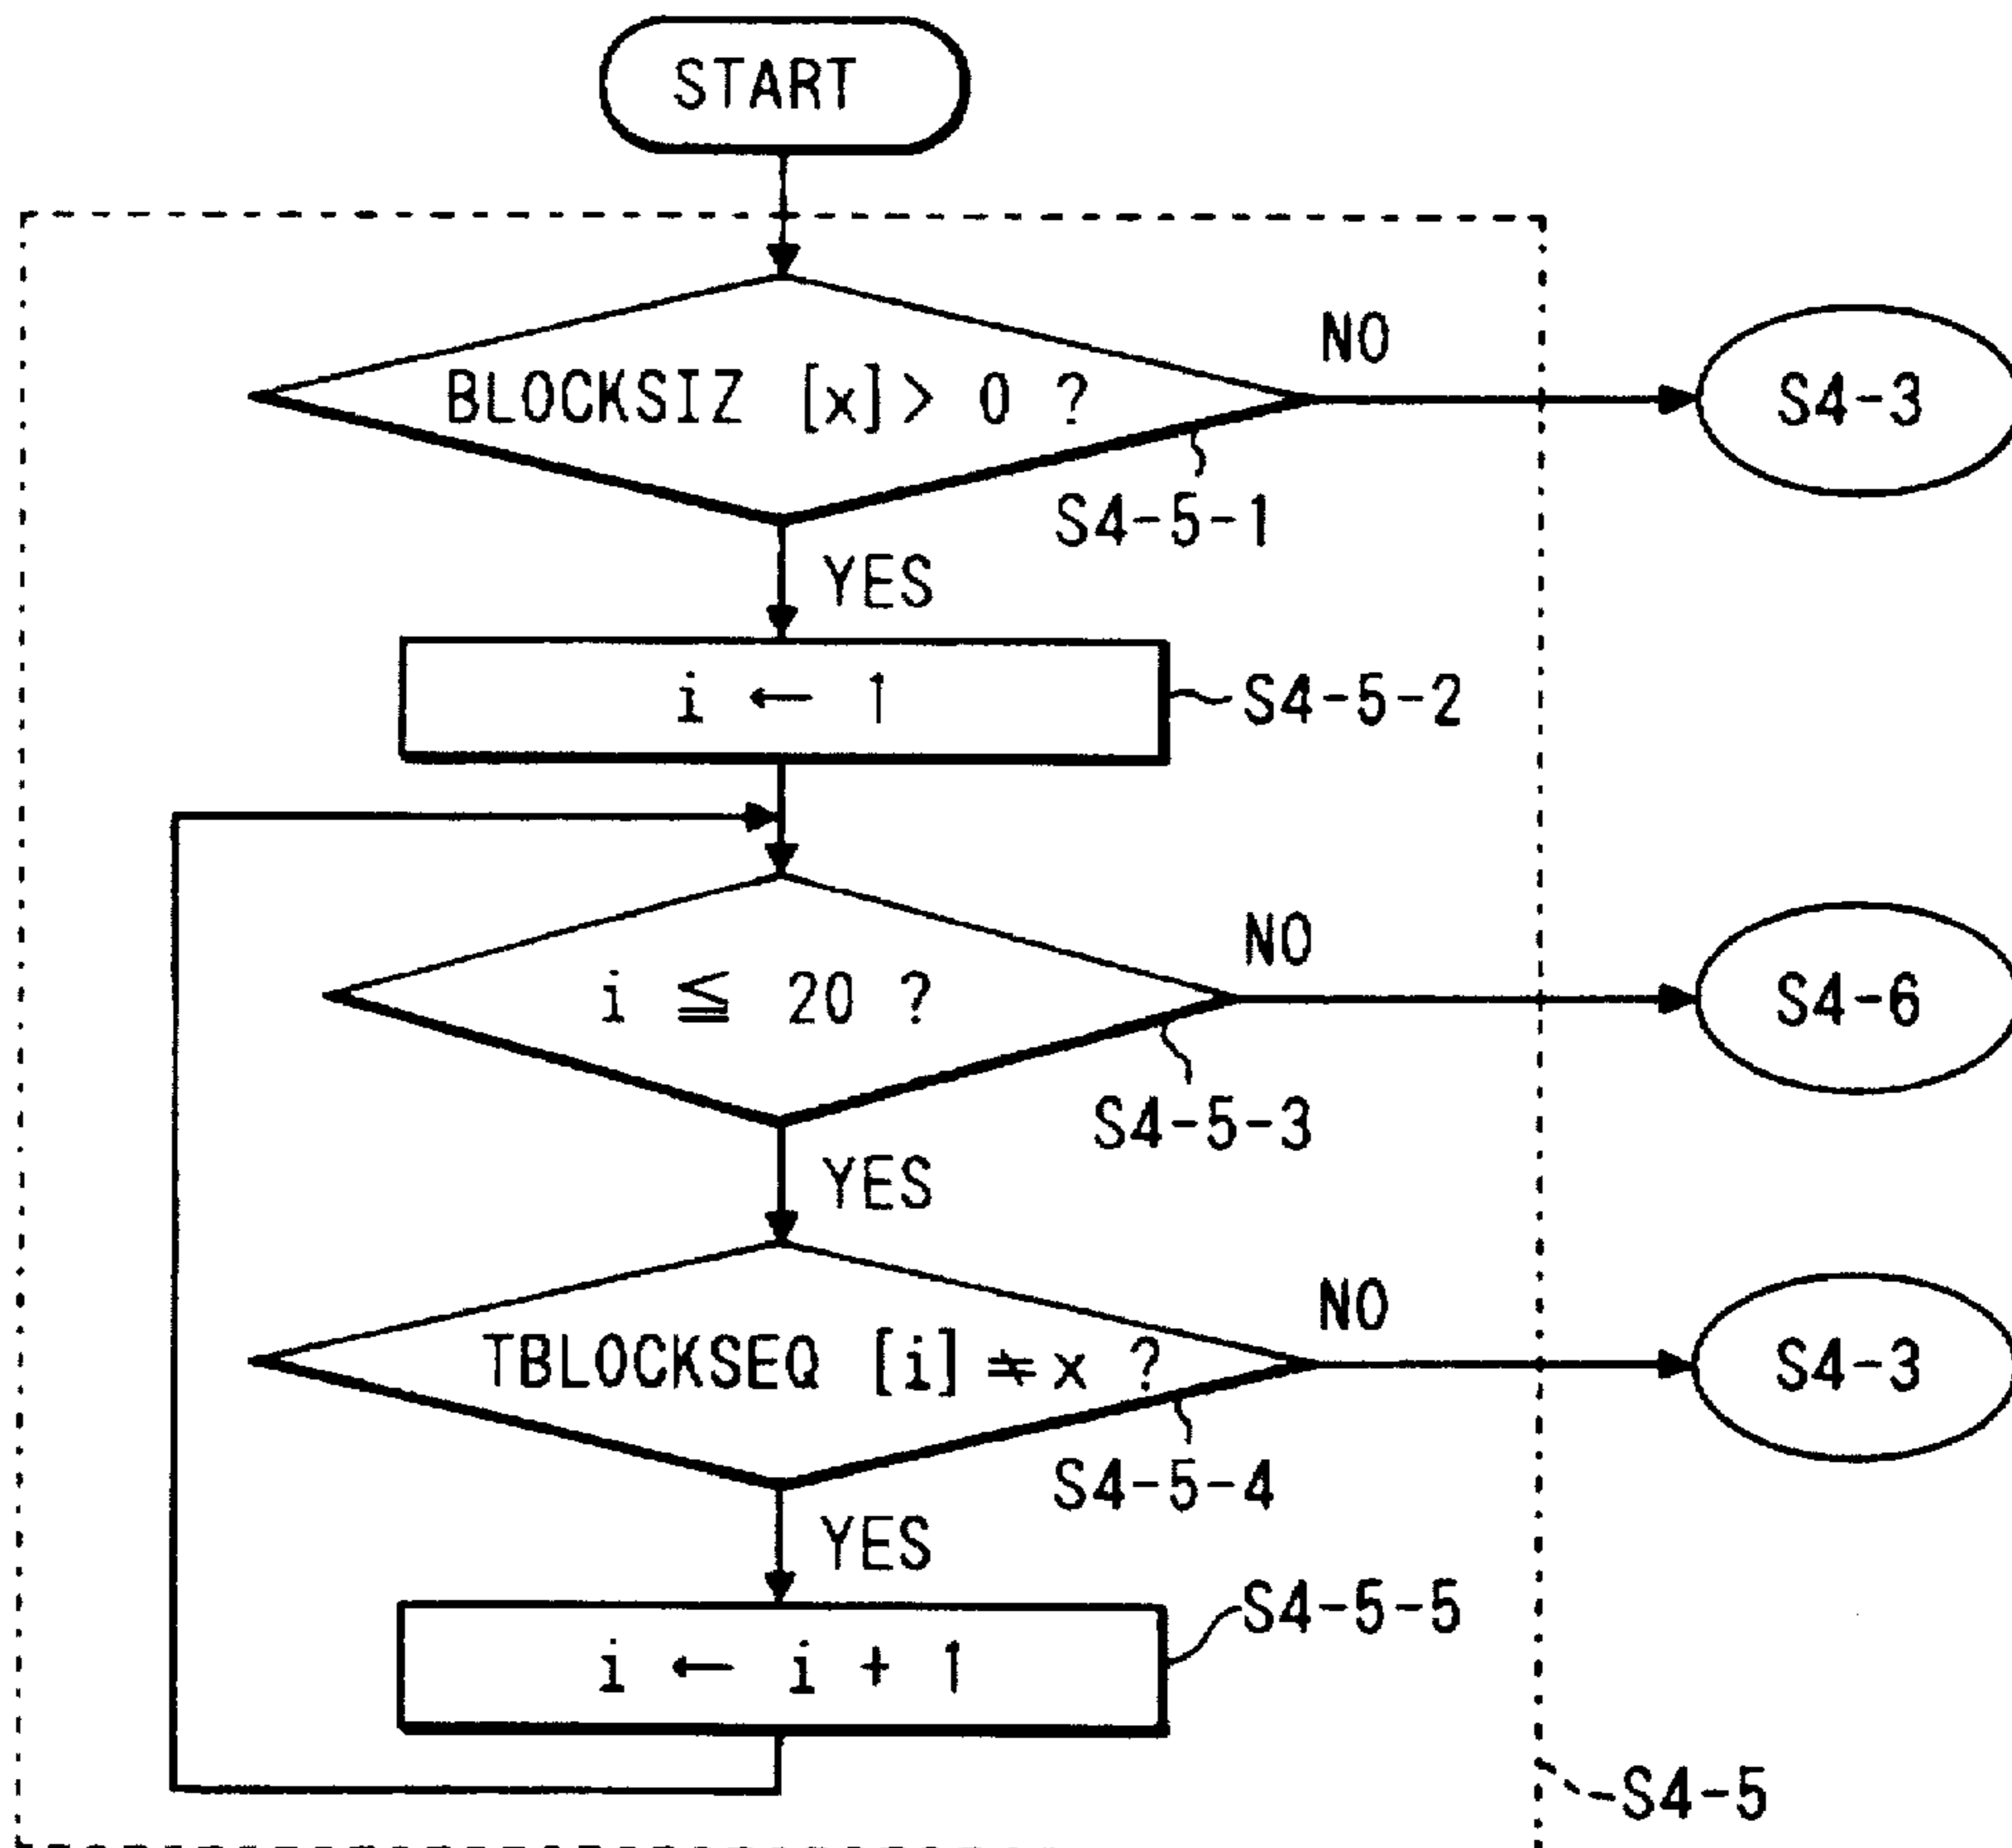 START
BLOCKSIZ [x]> 0 ?
NO
S4-3
S4-5-1
YES
i ← 1
S4-5-2
i ≦ 20 ?
NO
S4-6
S4-5-3
YES
TBLOCKSEQ [i] ≠ x ?
NO
S4-3
S4-5-4
YES
i ← i + 1
S4-5-5
S4-5